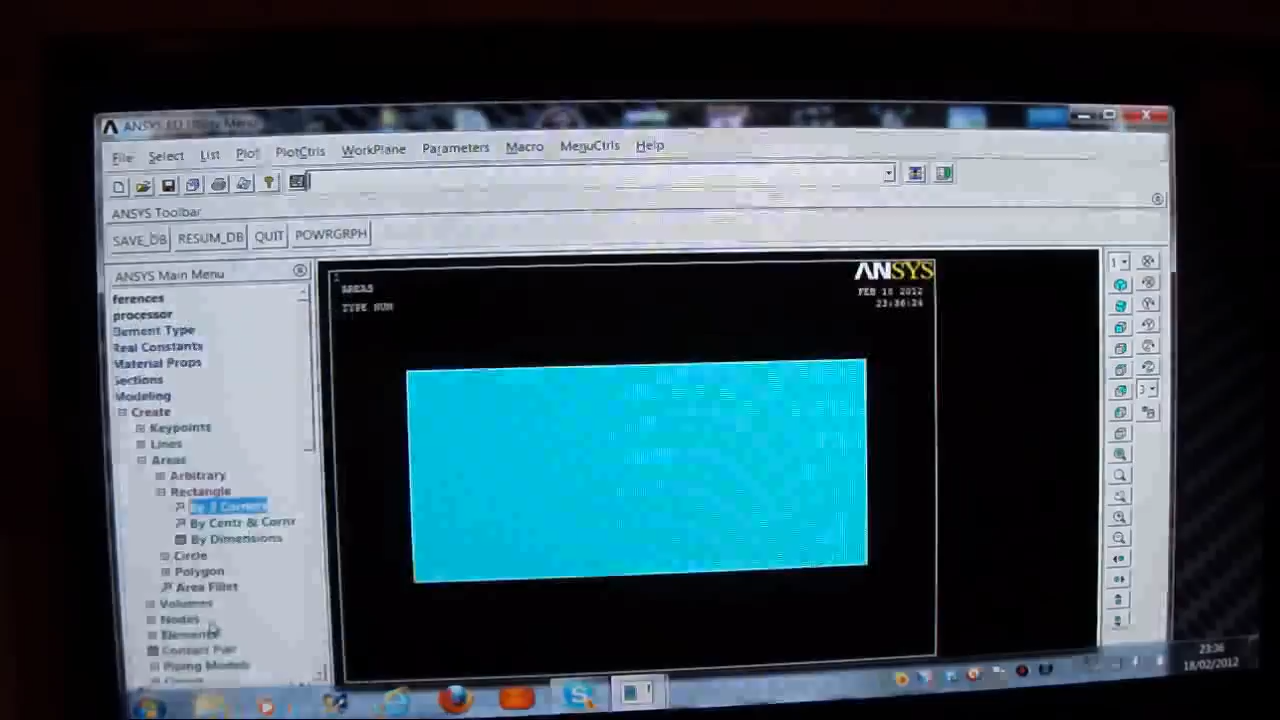 ANSYS ED Utility Menu
File Select List Plot PlotCtrls WorkPlane Parameters Macro MenuCtrls Help
ANSYS Toolbar
SAVE_DB RESUM_DB QUIT POWRGRPH
ANSYS Main Menu
ferences
processor
Element Type
Real Constants
Material Props
Sections
Modeling
Create
Keypoints
Lines
Areas
Arbitrary
Rectangle
By 2 Corners
By Centr & Cornr
By Dimensions
Circle
Polygon
Area Fillet
Volumes
Nodes
Elements
Contact Pair
Piping Models
1
AREAS
TYPE NUM
ANSYS
FEB 18 2012
23:36:24
1
3
23:36
18/02/2012